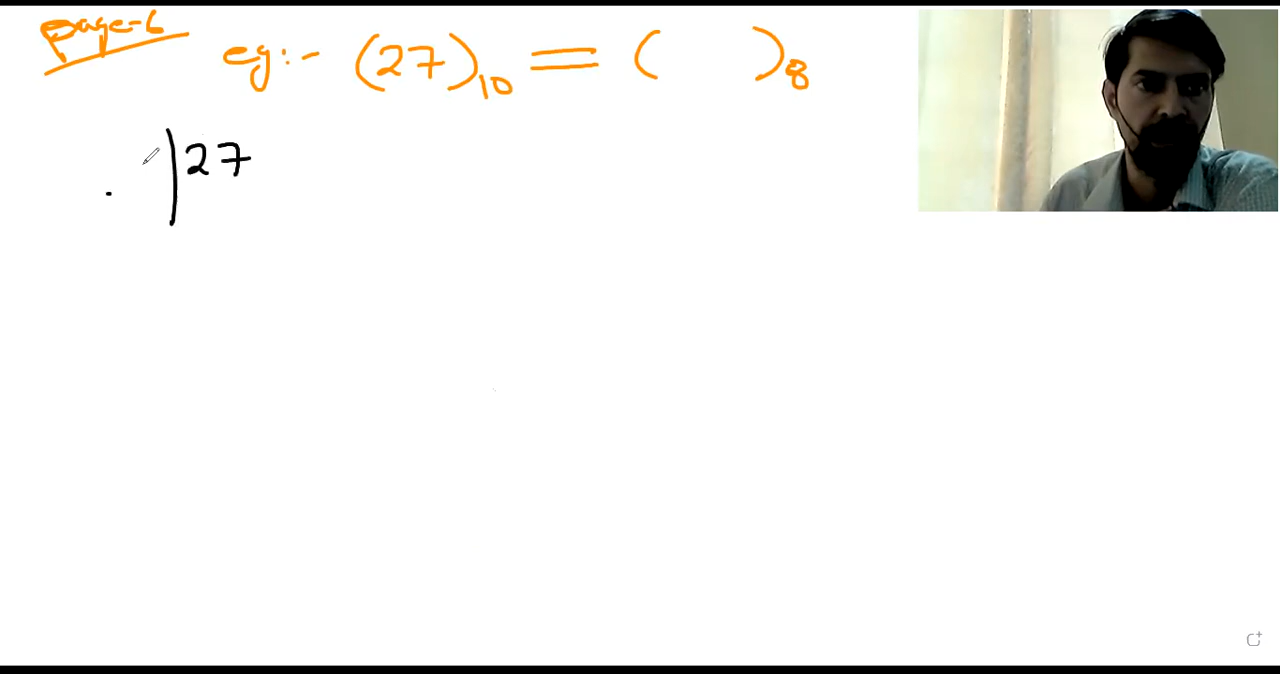 page-6
eg:- (27)10 = ( )8
27